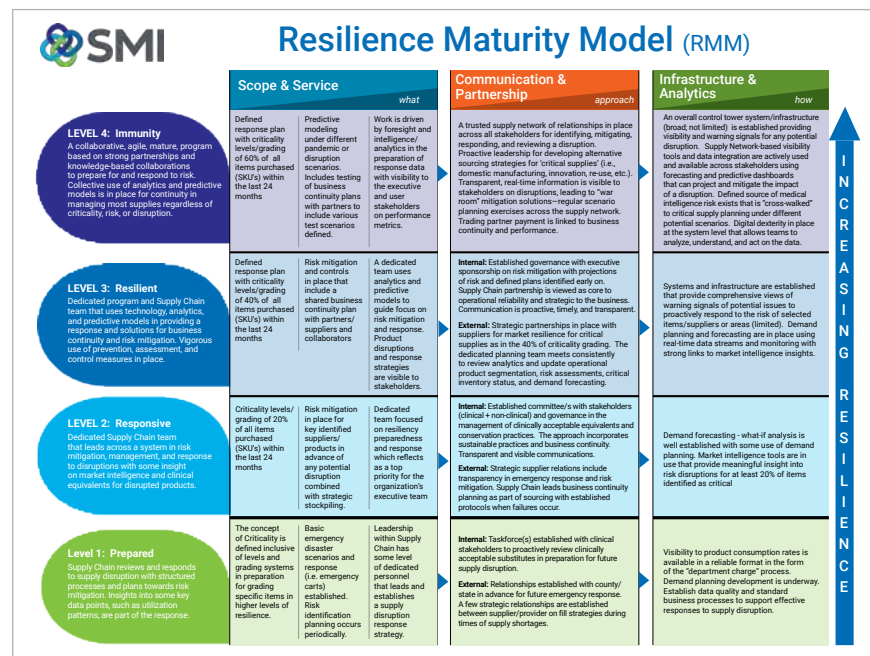 SMI
Resilience Maturity Model (RMM)
Scope & Service
what
Communication &
Partnership
approach
Infrastructure &
Analytics
how
LEVEL 4: Immunity
A collaborative, agile, mature, program
based on strong partnerships and
knowledge-based collaborations
to prepare for and respond to risk.
Collective use of analytics and predictive
models is in place for continuity in
managing most supplies regardless of
criticality, risk, or disruption.
Defined
response plan
with criticality
levels/grading
of 60% of all
items purchased
(SKU's) within
the last 24
months
Predictive
modeling
under different
pandemic or
disruption
scenarios.
Includes testing
of business
continuity plans
with partners to
include various
test scenarios
defined.
Work is driven
by foresight and
intelligence/
analytics in
the preparation
of response data
with visibility to
the executive
and user
stakeholders
on performance
metrics.
A trusted supply network of relationships in place
across all stakeholders for identifying, mitigating,
responding, and reviewing a disruption.
Proactive leadership for developing alternative
sourcing strategies for 'critical supplies' (i.e.,
domestic manufacturing, innovation, re-use, etc.).
Transparent, real-time information is visible to
stakeholders on disruptions, leading to "war
room" mitigation solutions—regular scenario
planning exercises across the supply network.
Trading partner payment is linked to business
continuity and performance.
An overall control tower system/infrastructure
(broad; not limited) is established providing
visibility and warning signals for any potential
disruption. Supply Network-based visibility
tools and data integration are actively used
and available across stakeholders using
forecasting and predictive dashboards
that can project and mitigate the impact
of a disruption. Defined source of medical
intelligence risk exists that is "cross-walked"
to critical supply planning under different
potential scenarios. Digital dexterity in place
at the system level that allows teams to
analyze, understand, and act on the data.
LEVEL 3: Resilient
Dedicated program and Supply Chain
team that uses technology, analytics,
and predictive models in providing a
response and solutions for business
continuity and risk mitigation. Vigorous
use of prevention, assessment, and
control measures in place.
Defined
response plan
with criticality
levels/grading
of 40% of all
items purchased
(SKU's) within
the last 24
months
Risk mitigation
and controls
in place that
include a
shared business
continuity plan
with partners/
suppliers and
collaborators
A dedicated
team uses
analytics and
predictive
models to
guide focus on
risk mitigation
and response.
Product
disruptions
and response
strategies
are visible to
stakeholders.
Internal: Established governance with executive
sponsorship on risk mitigation with projections
of risk and defined plans identified early on.
Supply Chain partnership is viewed as core to
operational reliability and strategic to the business.
Communication is proactive, timely, and transparent.
External: Strategic partnerships in place with
suppliers for market resilience for critical
supplies as in the 40% of criticality grading. The
dedicated planning team meets consistently
to review analytics and update operational
product segmentation, risk assessments, critical
inventory status, and demand forecasting.
Systems and infrastructure are established
that provide comprehensive views of
warning signals of potential issues to
proactively respond to the risk of selected
items/suppliers or areas (limited). Demand
planning and forecasting are in place using
real-time data streams and monitoring with
strong links to market intelligence insights.
LEVEL 2: Responsive
Dedicated Supply Chain team
that leads across a system in risk
mitigation, management, and response
to disruptions with some insight
on market intelligence and clinical
equivalents for disrupted products.
Criticality levels/
grading of 20%
of all items
purchased
(SKU's) within
the last 24
months
Risk mitigation
in place for
key identified
suppliers/
products in
advance of
any potential
disruption
combined
with strategic
stockpiling.
Dedicated
team focused
on resiliency
preparedness
and response
which reflects
as a top
priority for the
organization's
executive team
Internal: Established committee/s with stakeholders
(clinical + non-clinical) and governance in the
management of clinically acceptable equivalents and
conservation practices. The approach incorporates
sustainable practices and business continuity.
Transparent and visible communications.
External: Strategic supplier relations include
transparency in emergency response and risk
mitigation. Supply Chain leads business continuity
planning as part of sourcing with established
protocols when failures occur.
Demand forecasting - what-if analysis is
well established with some use of demand
planning. Market intelligence tools are in
use that provide meaningful insight into
risk disruptions for at least 20% of items
identified as critical
Level 1: Prepared
Supply Chain reviews and responds
to supply disruption with structured
processes and plans towards risk
mitigation. Insights into some key
data points, such as utilization
patterns, are part of the response.
The concept
of Criticality is
defined inclusive
of levels and
grading systems
in preparation
for grading
specific items in
higher levels of
resilience.
Basic
emergency
disaster
scenarios and
response
(i.e. emergency
carts)
established.
Risk
identification
planning occurs
periodically.
Leadership
within Supply
Chain has
some level
of dedicated
personnel
that leads and
establishes
a supply
disruption
response
strategy.
Internal: Taskforce(s) established with clinical
stakeholders to proactively review clinically
acceptable substitutes in preparation for future
supply disruption.
External: Relationships established with county/
state in advance for future emergency response. A
few strategic relationships are established
between supplier/provider on fill strategies during
times of supply shortages.
Visibility to product consumption rates is
available in a reliable format in the form
of the "department charge" process.
Demand planning development is underway.
Establish data quality and standard
business processes to support effective
responses to supply disruption.
INCREASING RESILIENCE